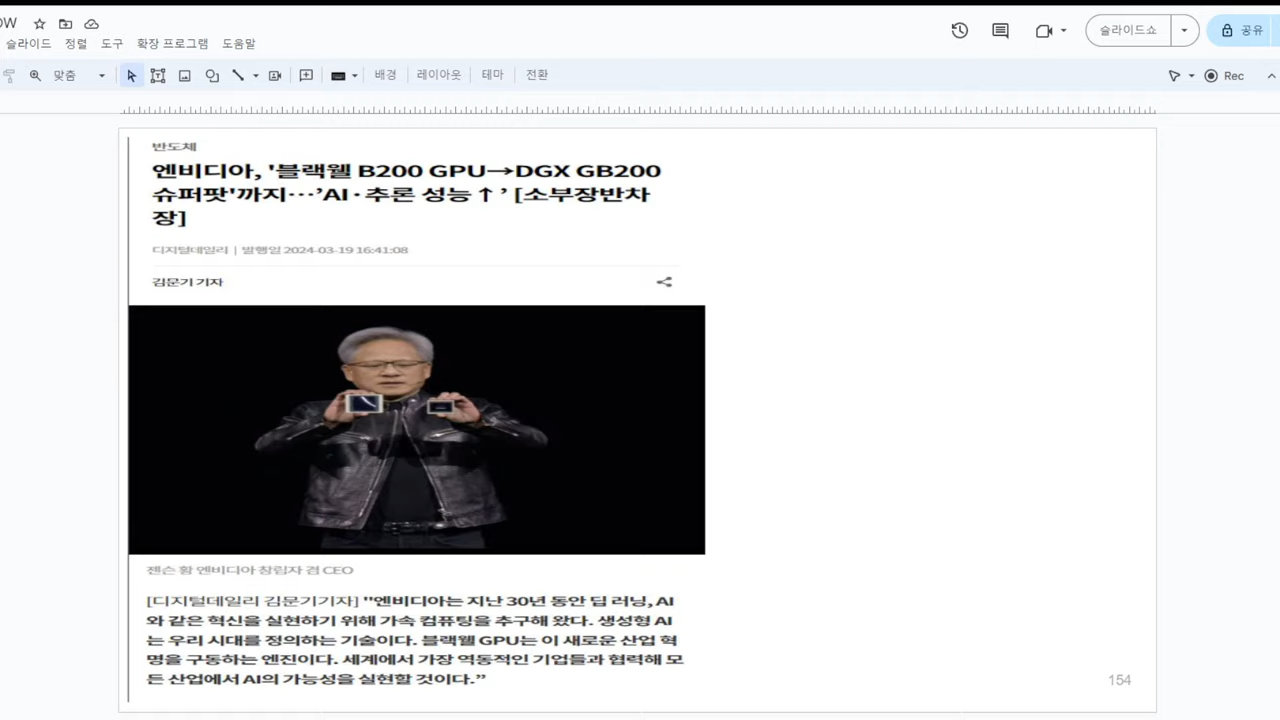 OW
슬라이드 정렬 도구 확장 프로그램 도움말
슬라이드쇼
공유
맞춤
배경 레이아웃 테마 전환
Rec
반도체
엔비디아, '블랙웰 B200 GPU→DGX GB200
슈퍼팟'까지…’AI·추론 성능↑’ [소부장반차
장]
디지털데일리 | 발행일 2024-03-19 16:41:08
김문기 기자
젠슨 황 엔비디아 창립자 겸 CEO
[디지털데일리 김문기기자] "엔비디아는 지난 30년 동안 딥 러닝, AI
와 같은 혁신을 실현하기 위해 가속 컴퓨팅을 추구해 왔다. 생성형 AI
는 우리 시대를 정의하는 기술이다. 블랙웰 GPU는 이 새로운 산업 혁
명을 구동하는 엔진이다. 세계에서 가장 역동적인 기업들과 협력해 모
든 산업에서 AI의 가능성을 실현할 것이다.”
154